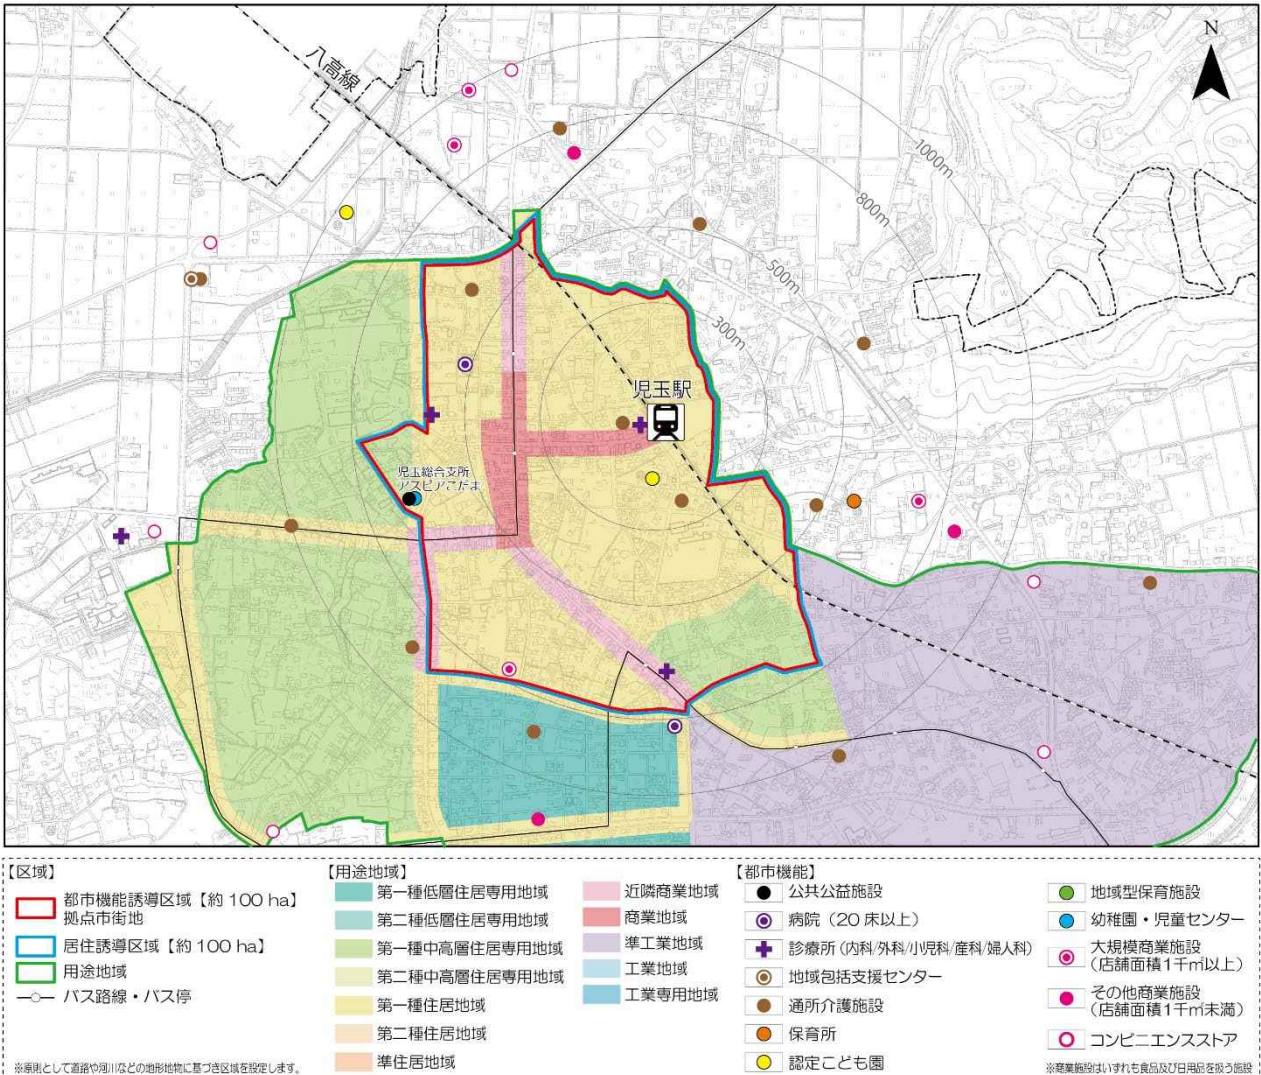 八高線
N
1000m
800m
500m
300m
児玉駅
児玉総合支所
アスピアこだま
【区域】
都市機能誘導区域【約 100 ha】
拠点市街地
居住誘導区域【約 100 ha】
用途地域
バス路線・バス停
※原則として道路や河川などの地形地物に基づき区域を設定します。
【用途地域】
第一種低層住居専用地域
第二種低層住居専用地域
第一種中高層住居専用地域
第二種中高層住居専用地域
第一種住居地域
第二種住居地域
準住居地域
近隣商業地域
商業地域
準工業地域
工業地域
工業専用地域
【都市機能】
公共公益施設
病院（20 床以上）
診療所（内科/外科/小児科/産科/婦人科）
地域包括支援センター
通所介護施設
保育所
認定こども園
地域型保育施設
幼稚園・児童センター
大規模商業施設
（店舗面積１千㎡以上）
その他商業施設
（店舗面積１千㎡未満）
コンビニエンスストア
※商業施設はいずれも食品及び日用品を扱う施設